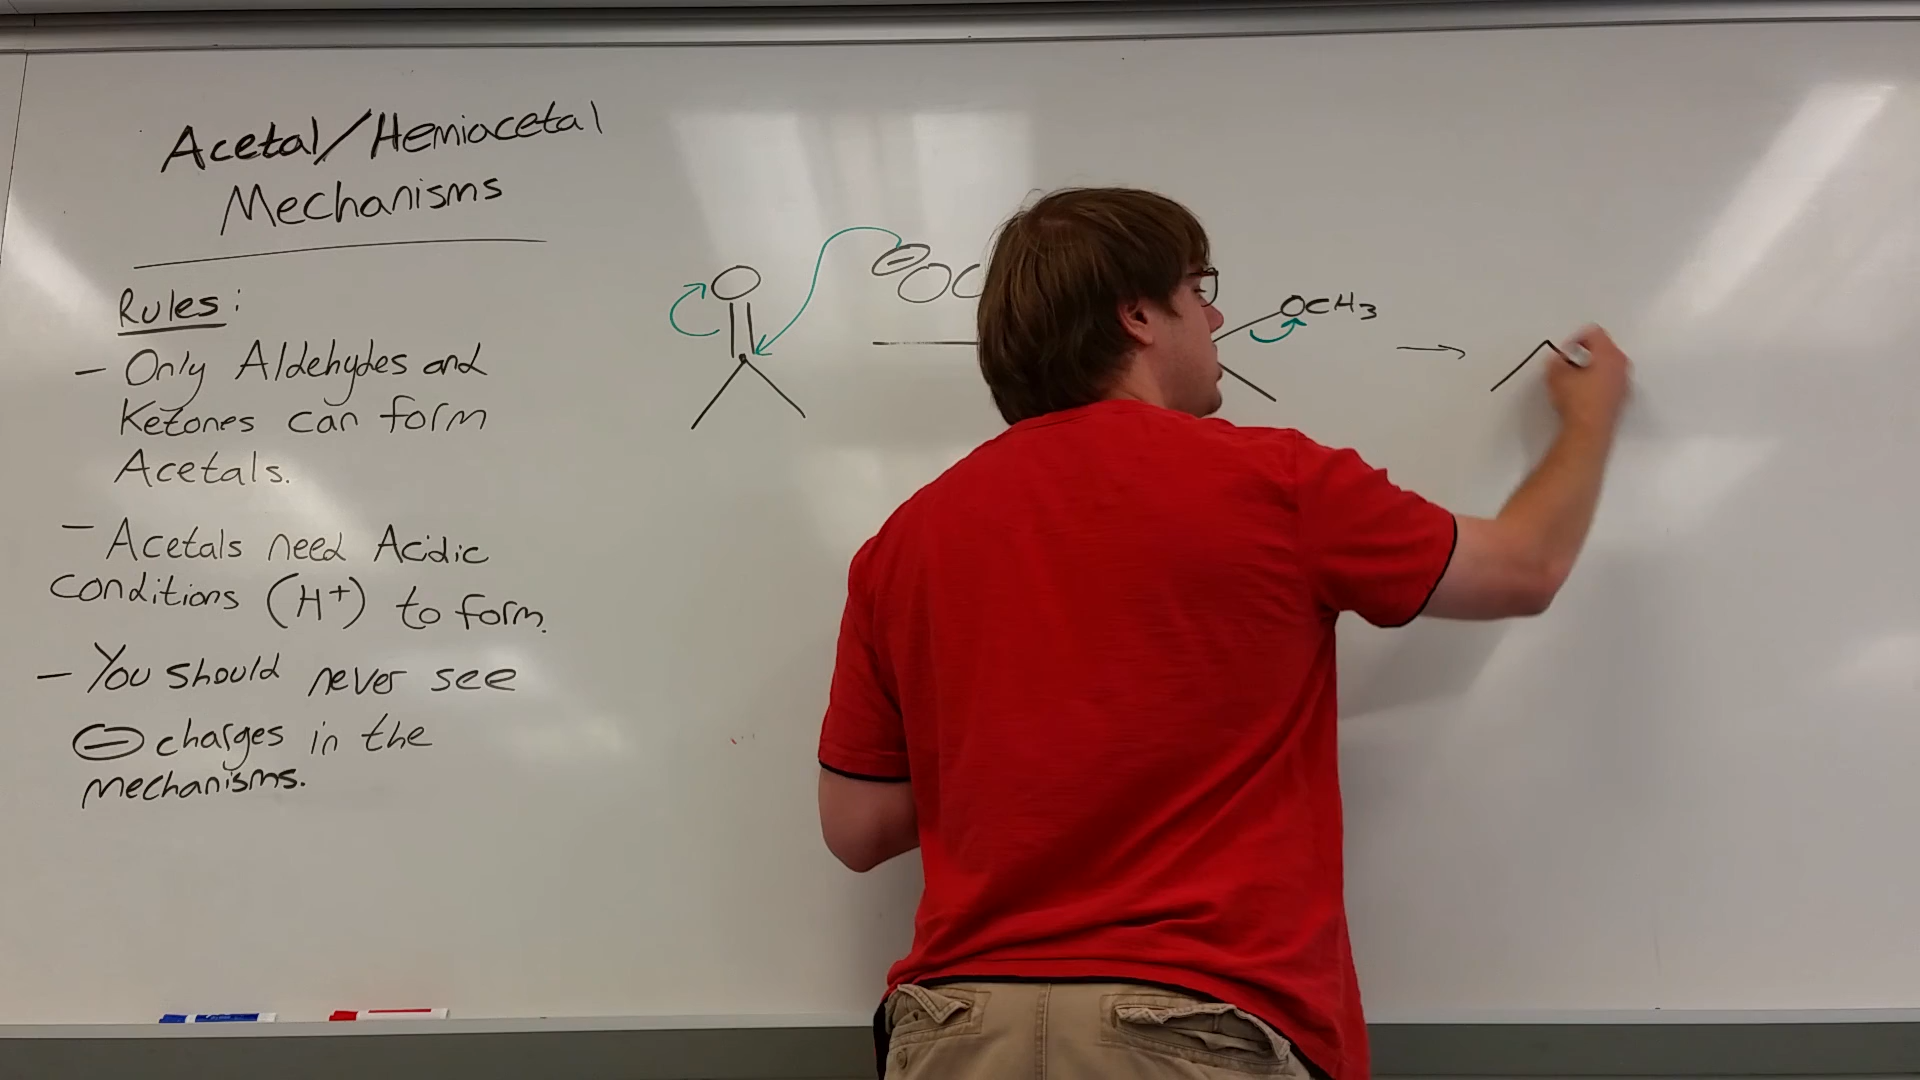 Acetal/Hemiacetal
Mechanisms
Rules:
- Only Aldehydes and
Ketones can form
Acetals.
- Acetals need Acidic
conditions (H+) to form.
- You should never see
⊖ charges in the
mechanisms.
O
⊖OC
OCH3